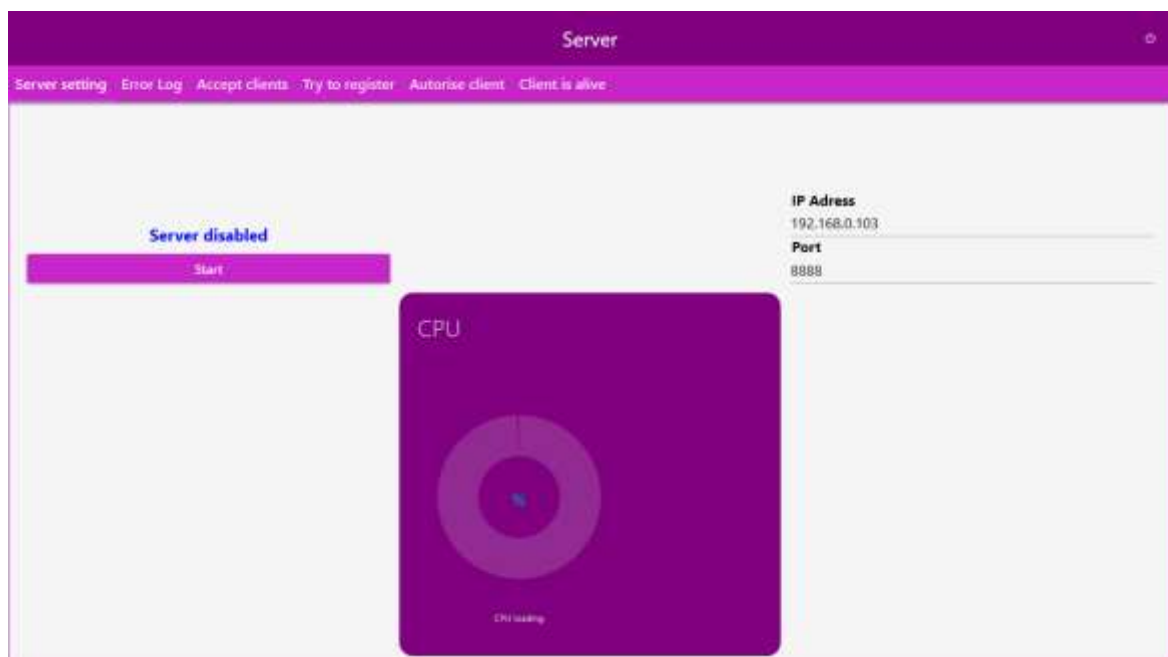 Server
Server setting Error Log Accept clients Try to register Autorise client Client is alive
IP Adress
192.168.0.103
Server disabled
Port
Start
8888
CPU
%
CPU loading